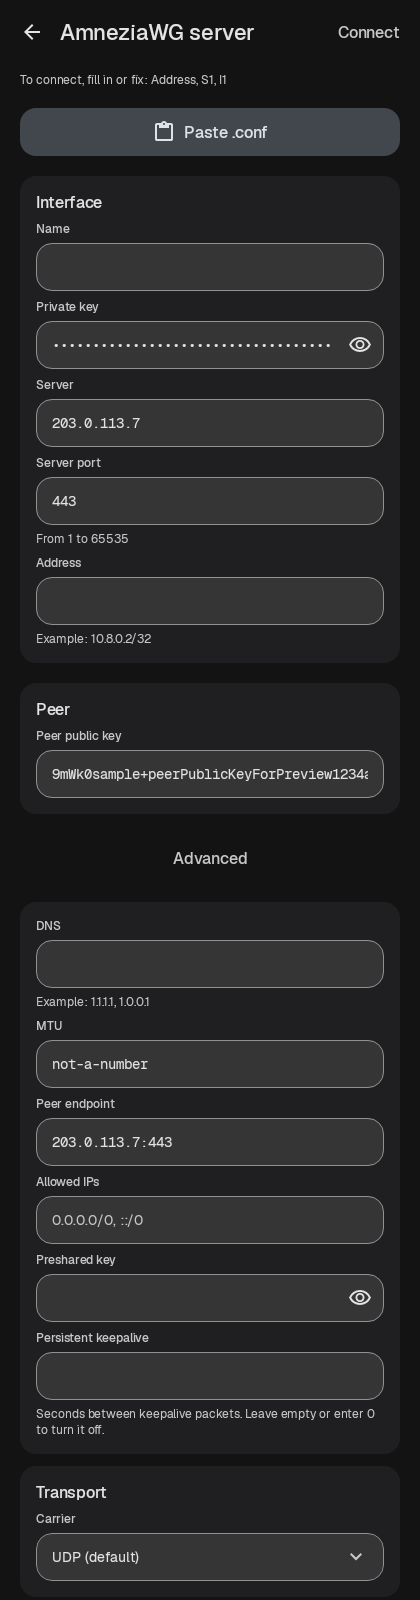 AmneziaWG server
Connect
To connect, fill in or fix: Address, S1, I1
Paste .conf
Interface
Name
Private key
••••••••••••••••••••••••••••••••••••
Server
203.0.113.7
Server port
443
From 1 to 65535
Address
Example: 10.8.0.2/32
Peer
Peer public key
9mWk0sample+peerPublicKeyForPreview1234
Advanced
DNS
Example: 1.1.1.1, 1.0.0.1
MTU
not-a-number
Peer endpoint
203.0.113.7:443
Allowed IPs
0.0.0.0/0, ::/0
Preshared key
Persistent keepalive
Seconds between keepalive packets. Leave empty or enter 0
to turn it off.
Transport
Carrier
UDP (default)